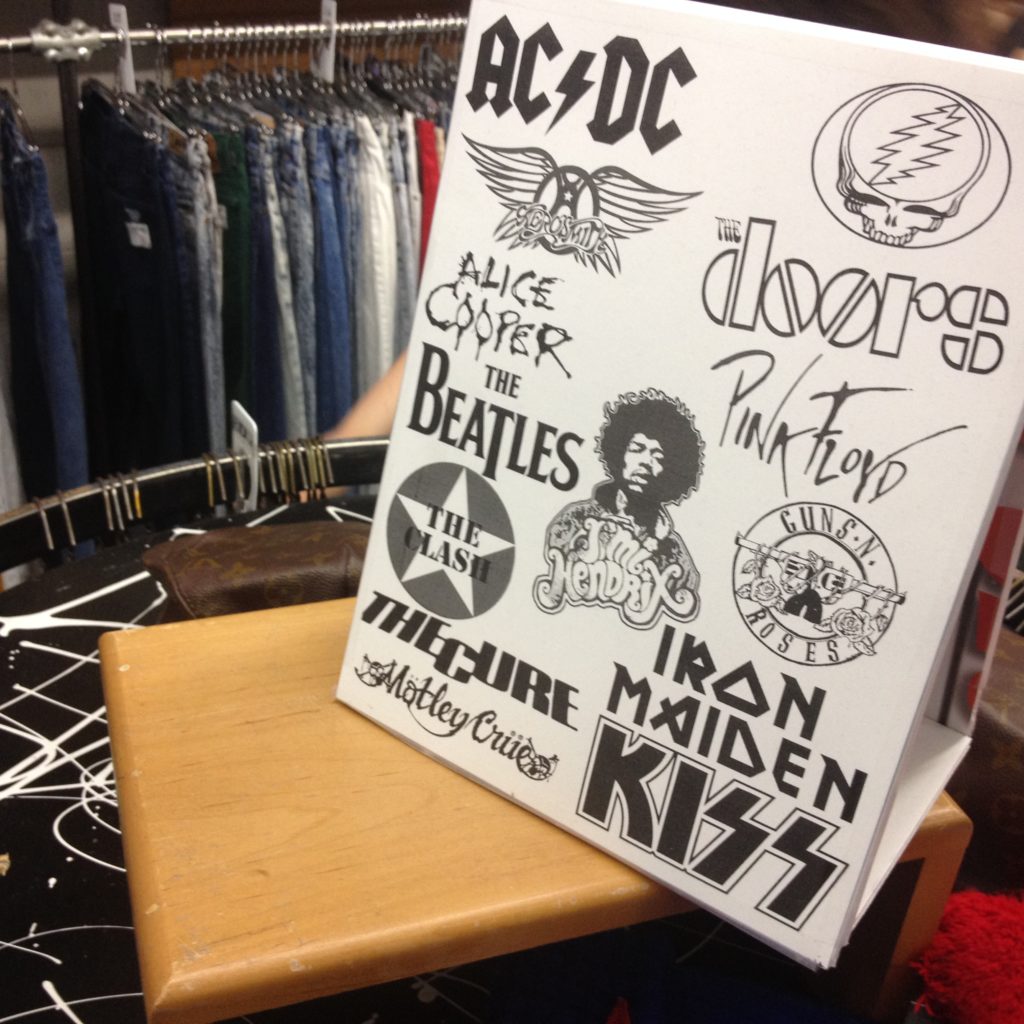 AC DC
AEROSMITH
ALICE
COOPER
THE
BEATLES
THE
CLASH
THE CURE
Mötley Crüe
THE
doors
PINK FLOYD
Jimi
Hendrix
GUNS N.
ROSES
IRON
MAIDEN
KISS